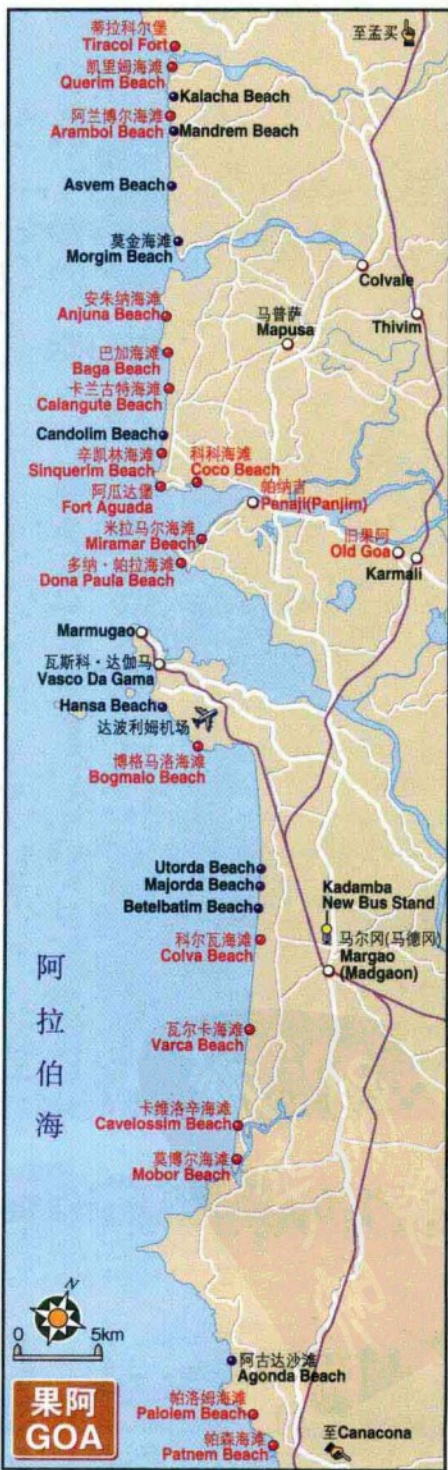 蒂拉科尔堡
Tiracol Fort
至孟买
凯里姆海滩
Querim Beach
Kalacha Beach
阿兰博尔海滩
Arambol Beach
Mandrem Beach
Asvem Beach
莫金海滩
Morgim Beach
Colvale
安朱纳海滩
Anjuna Beach
马普萨
Mapusa
Thivim
巴加海滩
Baga Beach
卡兰古特海滩
Calangute Beach
Candolim Beach
辛凯林海滩
Sinquerim Beach
科科海滩
Coco Beach
阿瓜达堡
Fort Aguada
帕纳吉
Panaji(Panjim)
米拉马尔海滩
Miramar Beach
旧果阿
Old Goa
多纳·帕拉海滩
Dona Paula Beach
Karmali
Marmugao
瓦斯科·达伽马
Vasco Da Gama
Hansa Beach
达波利姆机场
博格马洛海滩
Bogmalo Beach
Utorda Beach
Majorda Beach
Betelbatim Beach
Kadamba
New Bus Stand
科尔瓦海滩
Colva Beach
马尔冈(马德冈)
Margao
(Madgaon)
阿拉伯海
瓦尔卡海滩
Varca Beach
卡维洛辛海滩
Cavelossim Beach
莫博尔海滩
Mobor Beach
N
0 5km
阿古达沙滩
Agonda Beach
果阿
GOA
帕洛姆海滩
Palolem Beach
帕森海滩
Patnem Beach
至Canacona